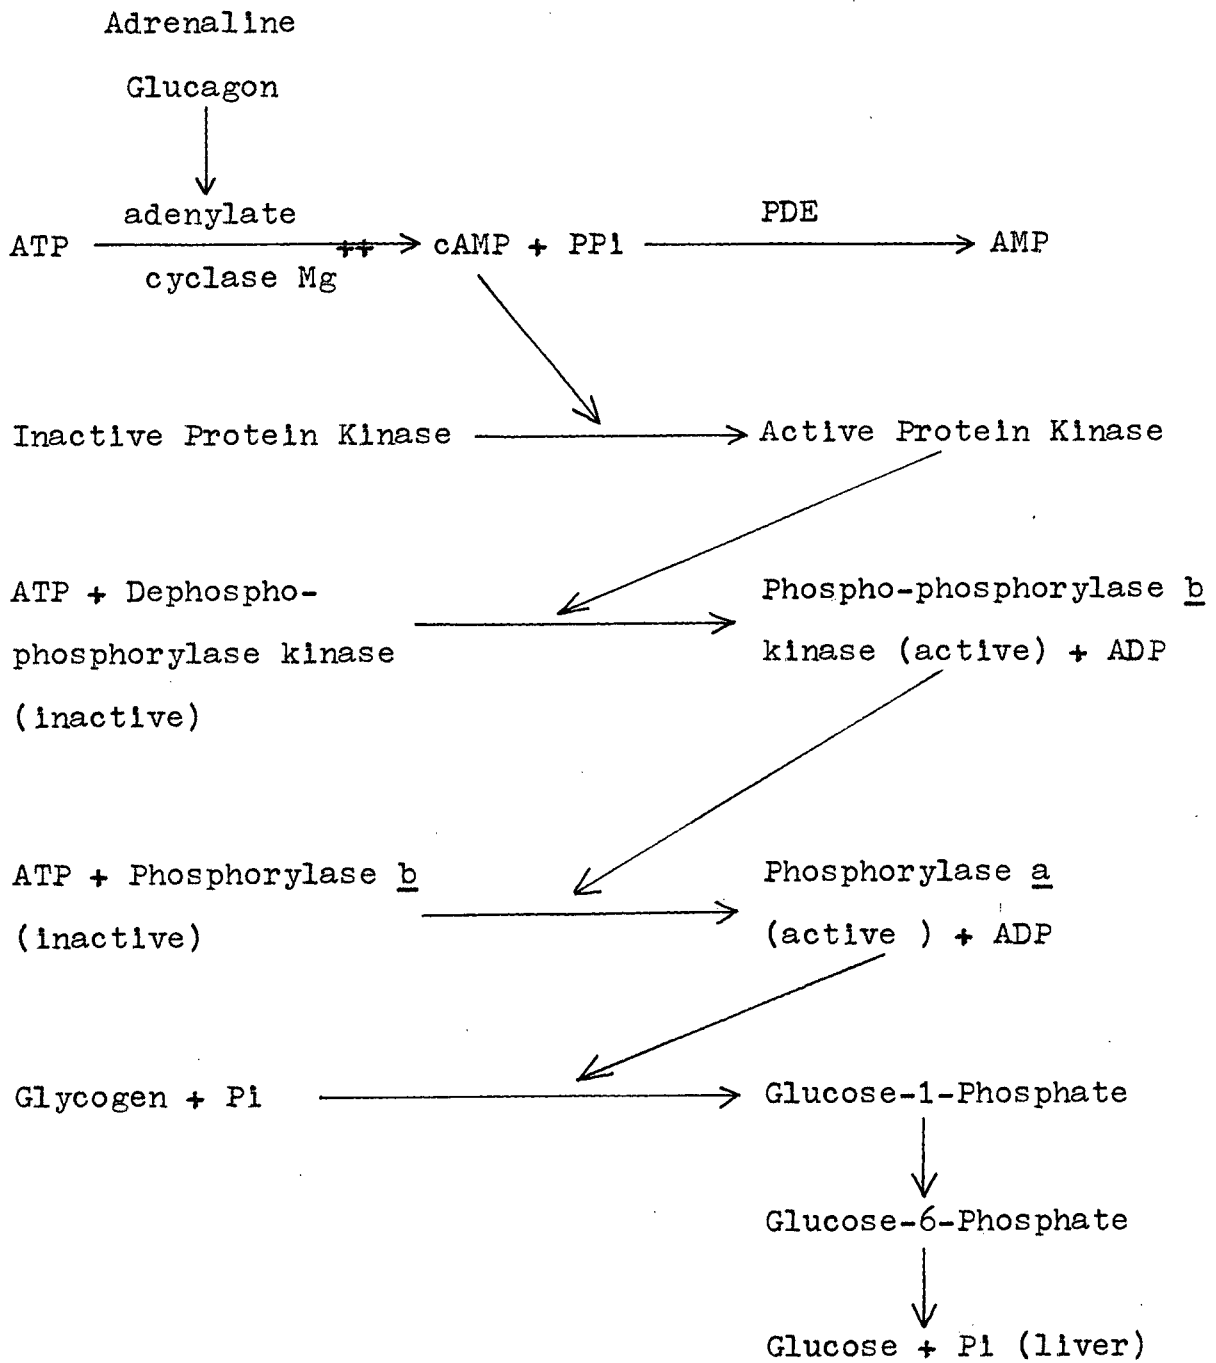 Adrenaline
Glucagon
adenylate
PDE
ATP
++
cAMP + PPi
AMP
cyclase Mg
Inactive Protein Kinase
Active Protein Kinase
ATP + Dephospho-
phosphorylase kinase
(inactive)
Phospho-phosphorylase b
kinase (active) + ADP
ATP + Phosphorylase b
(inactive)
Phosphorylase a
(active ) + ADP
Glycogen + Pi
Glucose-1-Phosphate
Glucose-6-Phosphate
Glucose + Pi (liver)